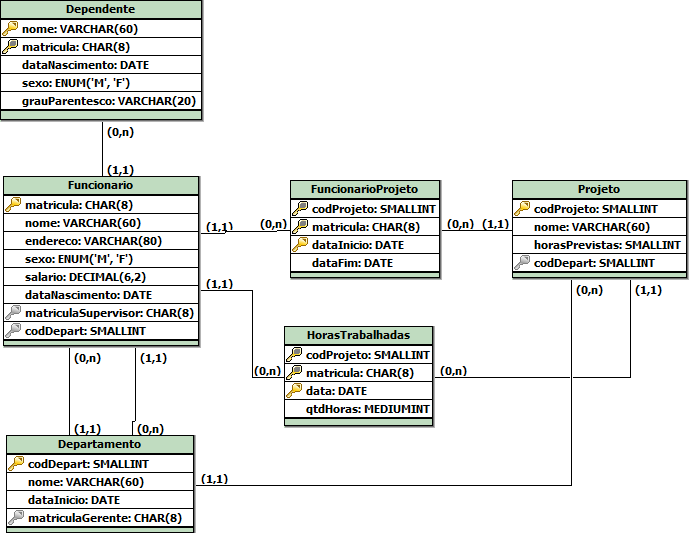 Dependente
nome: VARCHAR(60)
matricula: CHAR(8)
dataNascimento: DATE
sexo: ENUM('M', 'F')
grauParentesco: VARCHAR(20)
(0,n)
(1,1)
Funcionario
matricula: CHAR(8)
nome: VARCHAR(60)
endereco: VARCHAR(80)
sexo: ENUM('M', 'F')
salario: DECIMAL(6,2)
dataNascimento: DATE
matriculaSupervisor: CHAR(8)
codDepart: SMALLINT
(1,1)
(0,n)
FuncionarioProjeto
codProjeto: SMALLINT
matricula: CHAR(8)
dataInicio: DATE
dataFim: DATE
(0,n)
(1,1)
Projeto
codProjeto: SMALLINT
nome: VARCHAR(60)
horasPrevistas: SMALLINT
codDepart: SMALLINT
(1,1)
(0,n)
(1,1)
HorasTrabalhadas
codProjeto: SMALLINT
matricula: CHAR(8)
data: DATE
qtdHoras: MEDIUMINT
(0,n)
(0,n)
(0,n)
(1,1)
(1,1)
(0,n)
Departamento
codDepart: SMALLINT
nome: VARCHAR(60)
dataInicio: DATE
matriculaGerente: CHAR(8)
(1,1)